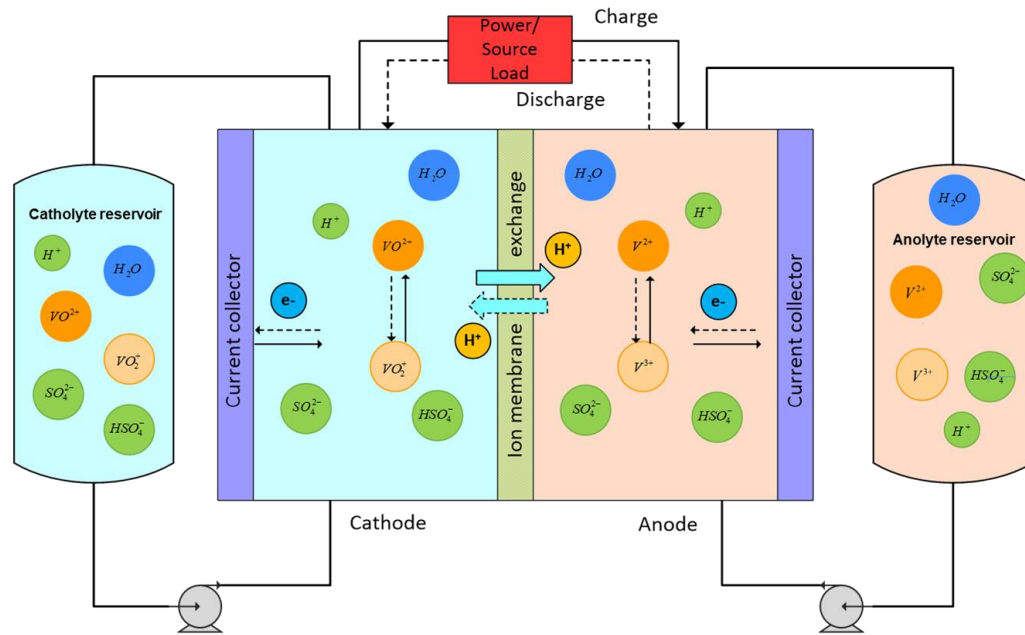 Charge
Power/
Source
Load
Discharge
Catholyte reservoir
H⁺
H₂O
VO²⁺
VO₂⁺
SO₄²⁻
HSO₄⁻
Current collector
H₂O
H⁺
VO²⁺
e-
VO₂⁺
SO₄²⁻
HSO₄⁻
H⁺
Ion membrane exchange
H⁺
H₂O
H⁺
V²⁺
e-
V³⁺
SO₄²⁻
HSO₄⁻
Current collector
H₂O
Anolyte reservoir
SO₄²⁻
V²⁺
V³⁺
HSO₄⁻
H⁺
Cathode
Anode